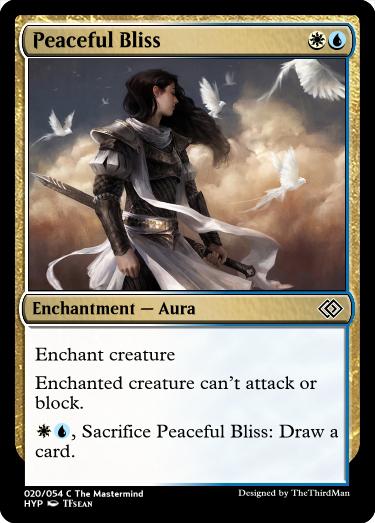 Peaceful Bliss
Enchantment — Aura
Enchant creature
Enchanted creature can't attack or
block.
, Sacrifice Peaceful Bliss: Draw a
card.
020/054 C The Mastermind
HYP TFsEAN
Designed by TheThirdMan